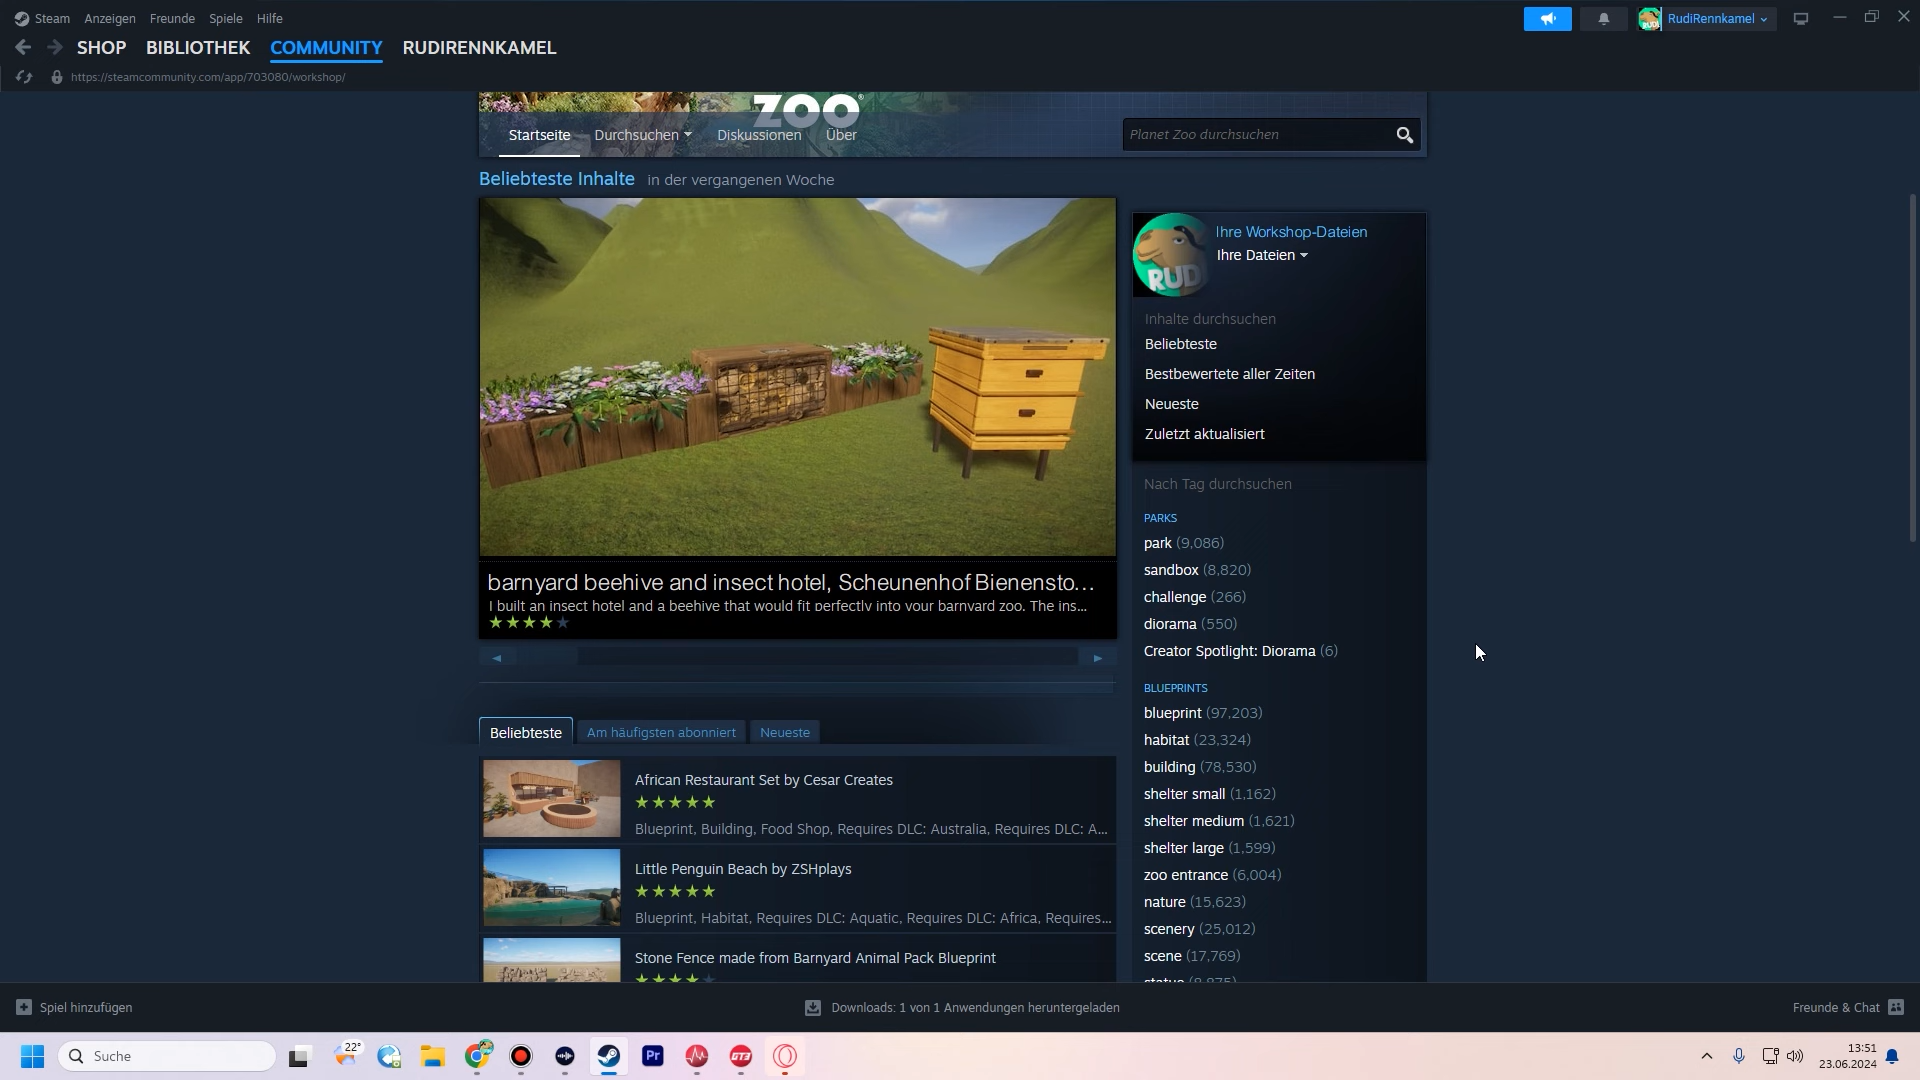 Steam Anzeigen Freunde Spiele Hilfe
RudiRennkamel
SHOP BIBLIOTHEK COMMUNITY RUDIRENNKAMEL
https://steamcommunity.com/app/703080/workshop/
ZOO®
Startseite Durchsuchen Diskussionen Über
Planet Zoo durchsuchen
Beliebteste Inhalte in der vergangenen Woche
barnyard beehive and insect hotel, Scheunenhof Bienensto...
I built an insect hotel and a beehive that would fit perfectly into your barnyard zoo. The ins...
RUD
Ihre Workshop-Dateien
Ihre Dateien
Inhalte durchsuchen
Beliebteste
Bestbewertete aller Zeiten
Neueste
Zuletzt aktualisiert
Nach Tag durchsuchen
PARKS
park (9,086)
sandbox (8,820)
challenge (266)
diorama (550)
Creator Spotlight: Diorama (6)
BLUEPRINTS
blueprint (97,203)
habitat (23,324)
building (78,530)
shelter small (1,162)
shelter medium (1,621)
shelter large (1,599)
zoo entrance (6,004)
nature (15,623)
scenery (25,012)
scene (17,769)
statue (8,875)
Beliebteste Am häufigsten abonniert Neueste
African Restaurant Set by Cesar Creates
Blueprint, Building, Food Shop, Requires DLC: Australia, Requires DLC: A...
Little Penguin Beach by ZSHplays
Blueprint, Habitat, Requires DLC: Aquatic, Requires DLC: Africa, Requires...
Stone Fence made from Barnyard Animal Pack Blueprint
Spiel hinzufügen
Downloads: 1 von 1 Anwendungen heruntergeladen
Freunde & Chat
Suche
22°
Pr
GT3
13:51
23.06.2024